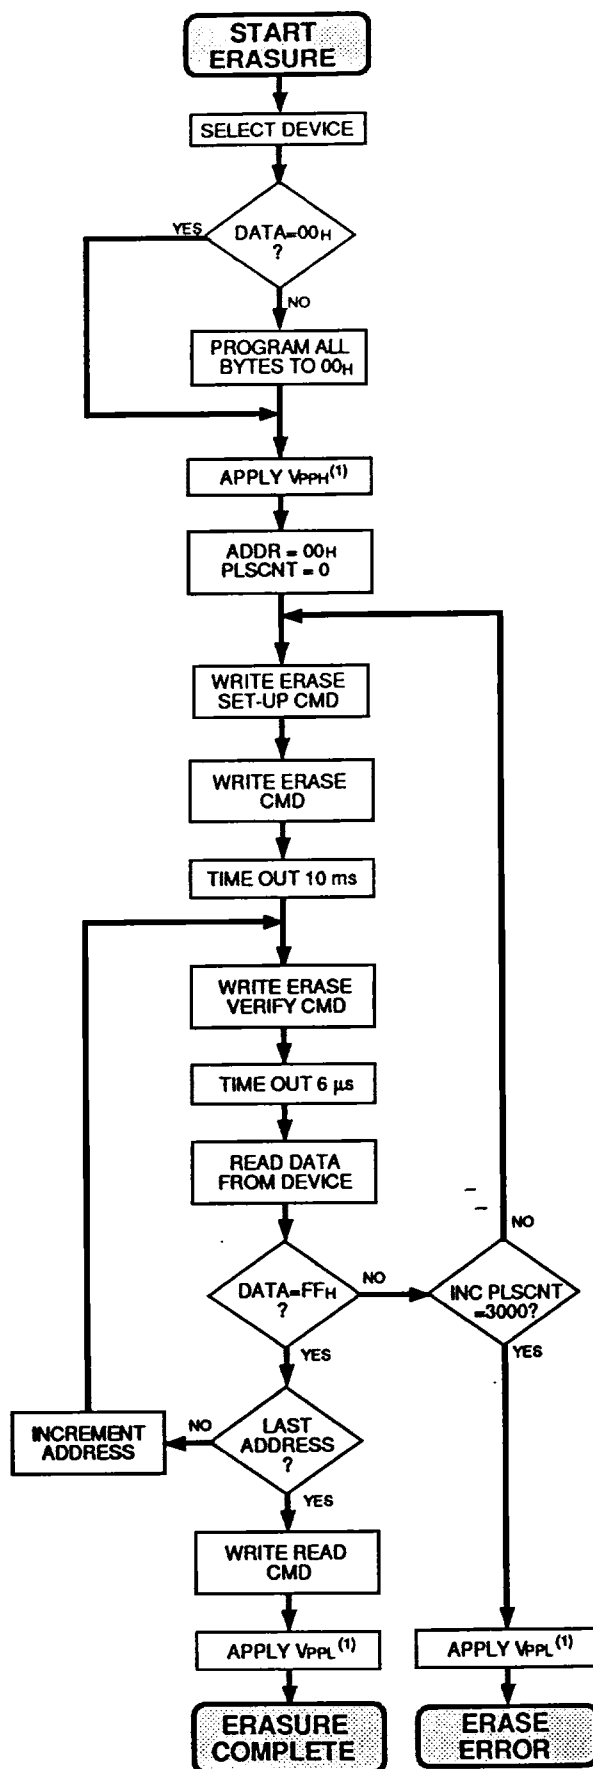 START
ERASURE
SELECT DEVICE
DATA=00H
?
YES
NO
PROGRAM ALL
BYTES TO 00H
APPLY VPPH(1)
ADDR = 00H
PLSCNT = 0
WRITE ERASE
SET-UP CMD
WRITE ERASE
CMD
TIME OUT 10 ms
WRITE ERASE
VERIFY CMD
TIME OUT 6 µs
READ DATA
FROM DEVICE
DATA=FFH
?
NO
YES
INC PLSCNT
=3000?
NO
YES
LAST
ADDRESS
?
NO
YES
INCREMENT
ADDRESS
WRITE READ
CMD
APPLY VPPL(1)
APPLY VPPL(1)
ERASURE
COMPLETE
ERASE
ERROR